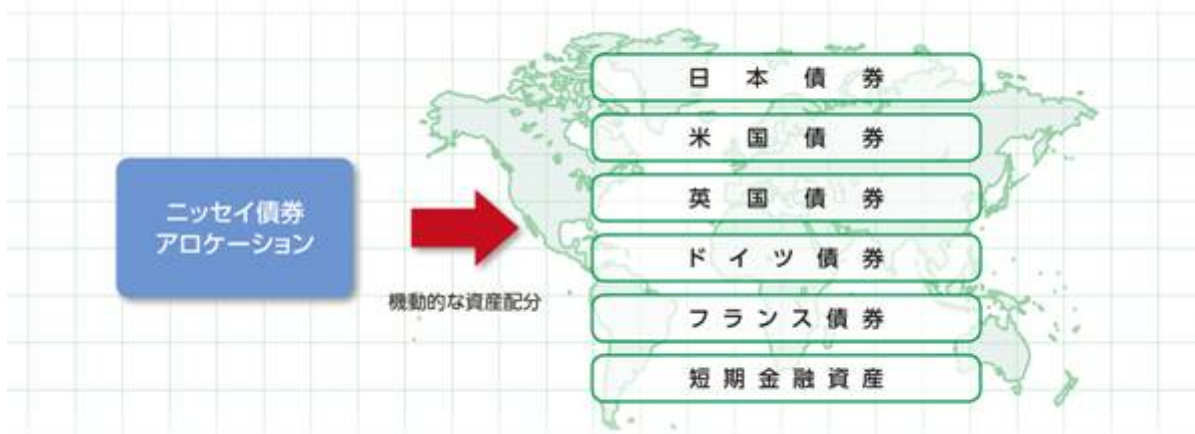 ニッセイ債券
アロケーション
機動的な資産配分
日本債券
米国債券
英国債券
ドイツ債券
フランス債券
短期金融資産